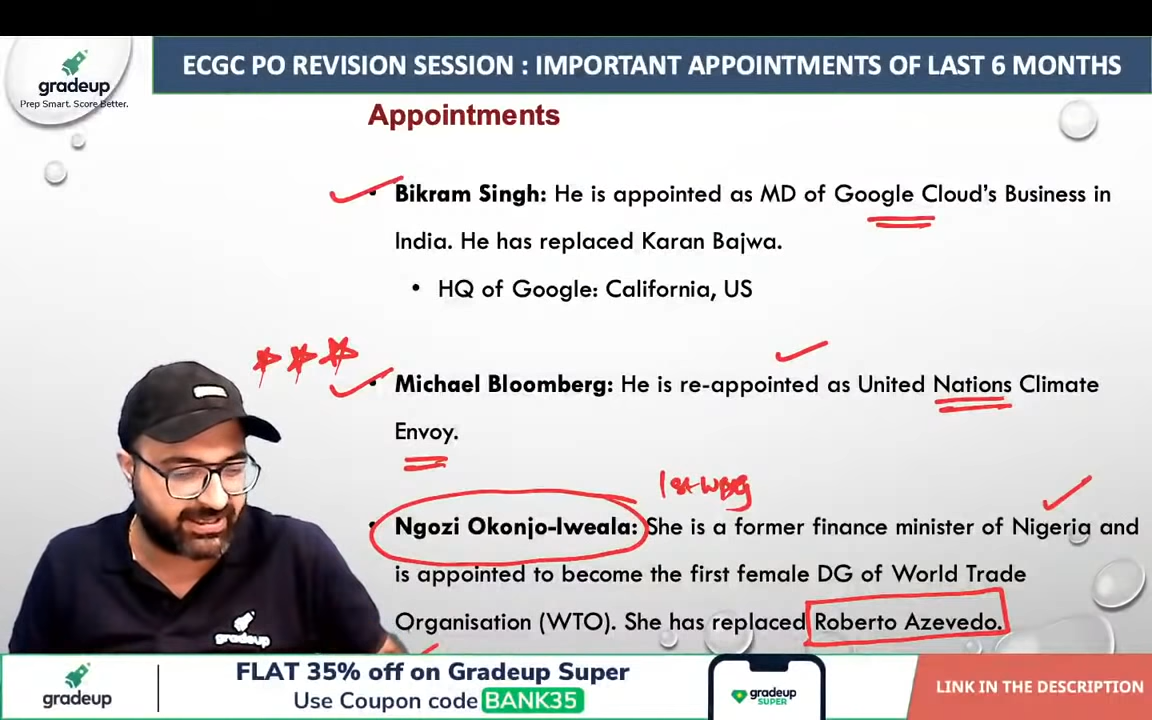 gradeup
Prep Smart. Score Better.
ECGC PO REVISION SESSION : IMPORTANT APPOINTMENTS OF LAST 6 MONTHS
Appointments
• Bikram Singh: He is appointed as MD of Google Cloud's Business in
India. He has replaced Karan Bajwa.
• HQ of Google: California, US
• Michael Bloomberg: He is re-appointed as United Nations Climate
Envoy.
1st
• Ngozi Okonjo-Iweala: She is a former finance minister of Nigeria and
is appointed to become the first female DG of World Trade
Organisation (WTO). She has replaced Roberto Azevedo.
gradeup
gradeup
FLAT 35% off on Gradeup Super
Use Coupon code BANK35
gradeup
SUPER
LINK IN THE DESCRIPTION